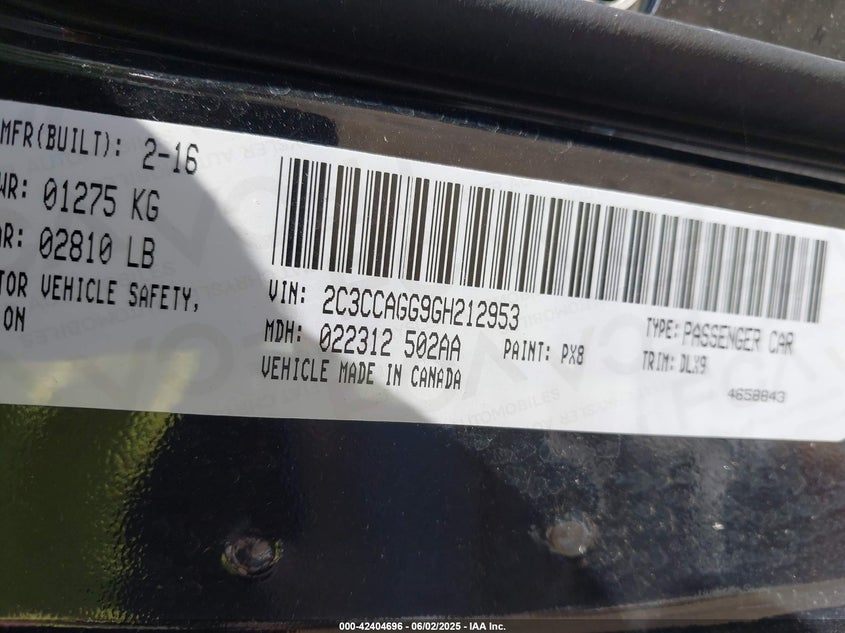 MFR(BUILT): 2-16
WR: 01275 KG
AR: 02810 LB
TOR VEHICLE SAFETY,
ON
VIN: 2C3CCAGG9GH212953
TYPE: PASSENGER CAR
MDH: 022312 502AA
PAINT: PX8
TRIM: DLX9
VEHICLE MADE IN CANADA
4658843
000-42404696 - 06/02/2025 - IAA Inc.